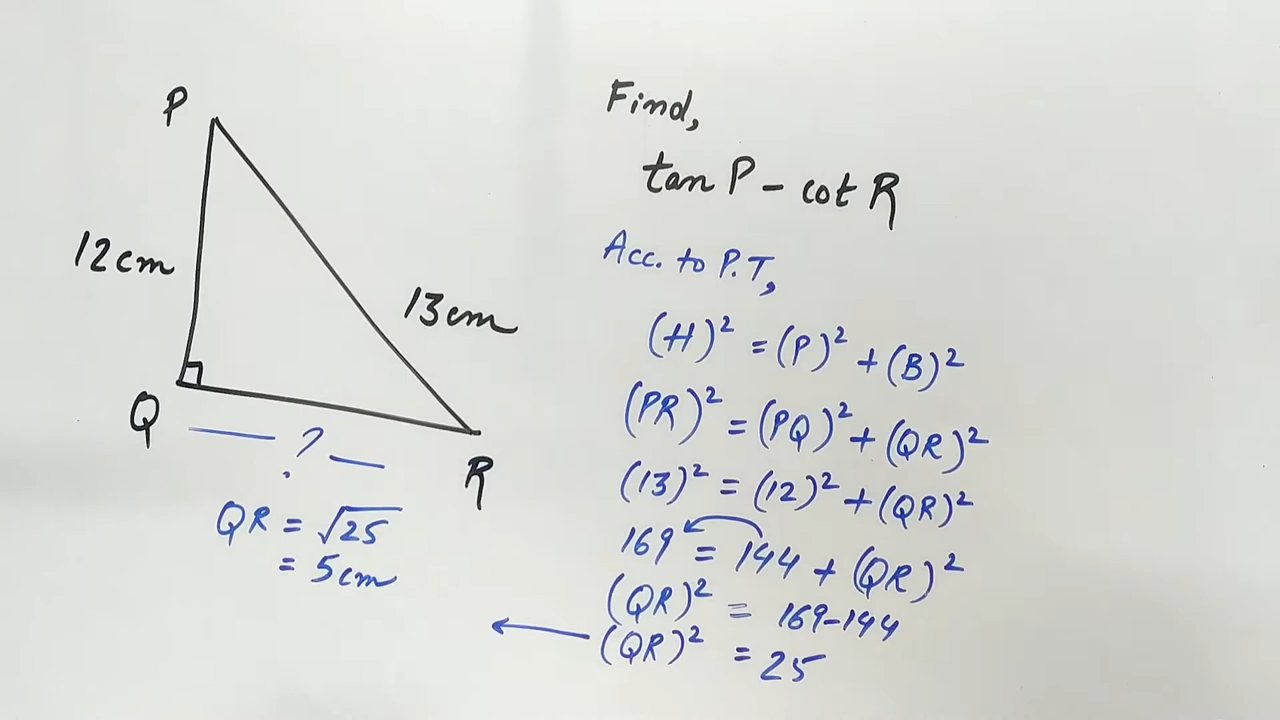 P
12cm
13cm
Q
?
R
QR = √25
= 5cm
Find,
tan P - cot R
Acc. to P.T,
(H)² = (P)² + (B)²
(PR)² = (PQ)² + (QR)²
(13)² = (12)² + (QR)²
169 = 144 + (QR)²
(QR)² = 169-144
(QR)² = 25